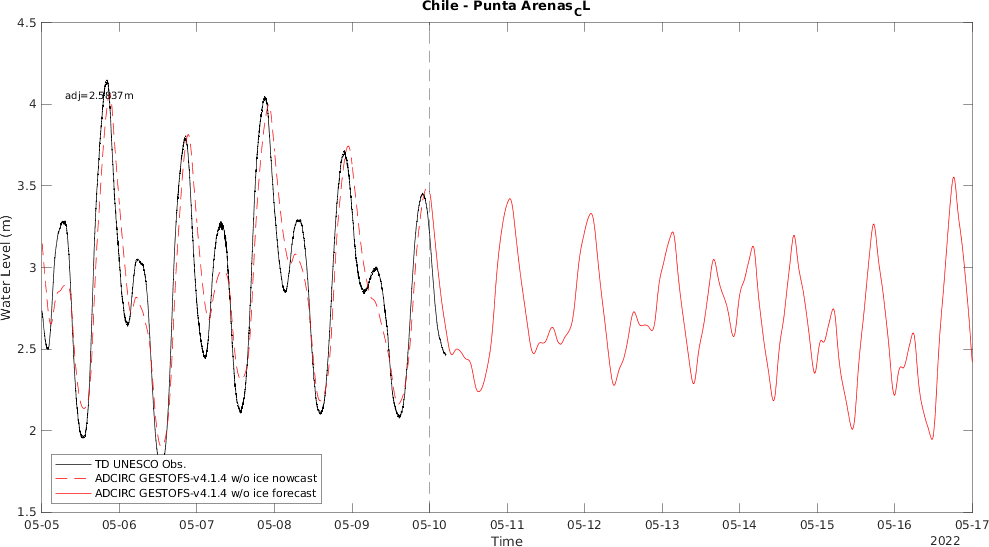 Chile - Punta Arenas_CL
4.5
4
3.5
3
2.5
2
1.5
Water Level (m)
adj=2.5837m
TD UNESCO Obs.
ADCIRC GESTOFS-v4.1.4 w/o ice nowcast
ADCIRC GESTOFS-v4.1.4 w/o ice forecast
05-05 05-06 05-07 05-08 05-09 05-10 05-11 05-12 05-13 05-14 05-15 05-16 05-17
Time
2022